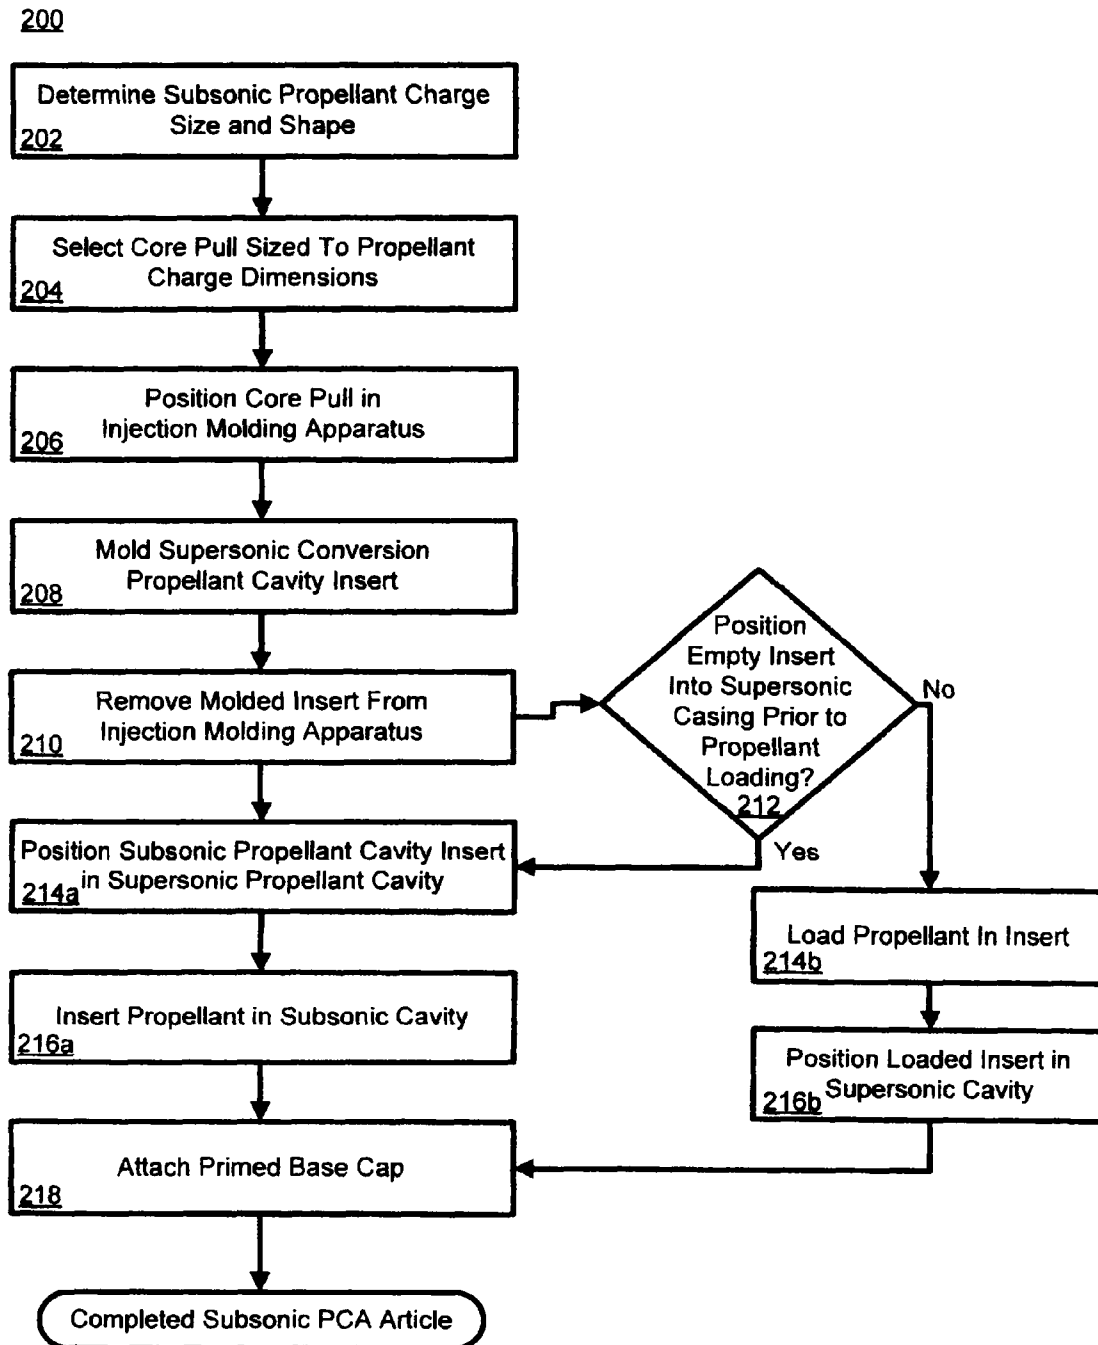 200
Determine Subsonic Propellant Charge
Size and Shape
202
Select Core Pull Sized To Propellant
Charge Dimensions
204
Position Core Pull in
Injection Molding Apparatus
206
Mold Supersonic Conversion
Propellant Cavity Insert
208
Remove Molded Insert From
Injection Molding Apparatus
210
Position
Empty Insert
Into Supersonic
Casing Prior to
Propellant
Loading?
212
No
Yes
Position Subsonic Propellant Cavity Insert
in Supersonic Propellant Cavity
214a
Load Propellant In Insert
214b
Insert Propellant in Subsonic Cavity
216a
Position Loaded Insert in
Supersonic Cavity
216b
Attach Primed Base Cap
218
Completed Subsonic PCA Article